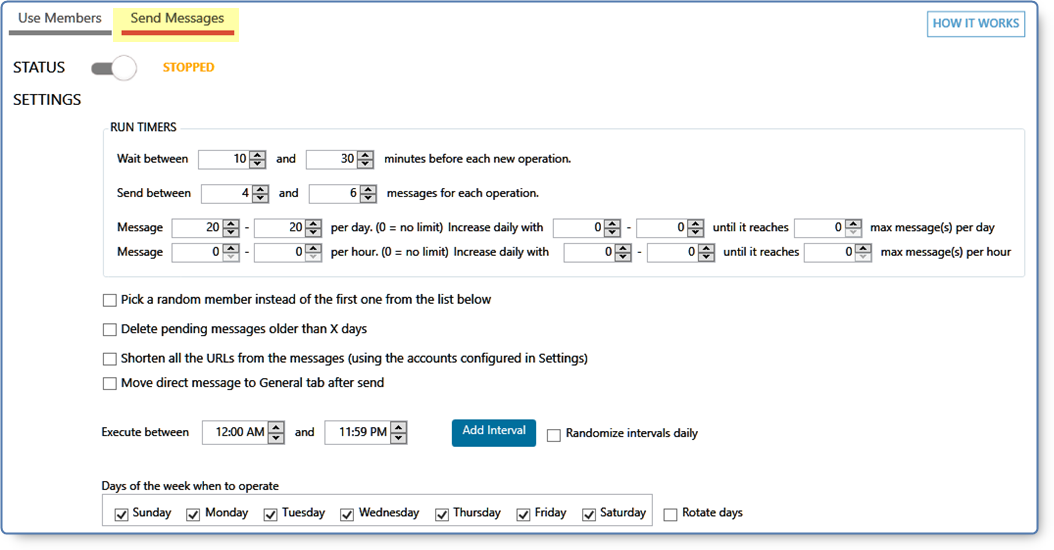 Use Members Send Messages HOW IT WORKS
STATUS STOPPED
SETTINGS
RUN TIMERS
Wait between 10 and 30 minutes before each new operation.
Send between 4 and 6 messages for each operation.
Message 20 - 20 per day. (0 = no limit) Increase daily with 0 - 0 until it reaches 0 max message(s) per day
Message 0 - 0 per hour. (0 = no limit) Increase daily with 0 - 0 until it reaches 0 max message(s) per hour
Pick a random member instead of the first one from the list below
Delete pending messages older than X days
Shorten all the URLs from the messages (using the accounts configured in Settings)
Move direct message to General tab after send
Execute between 12:00 AM and 11:59 PM Add Interval Randomize intervals daily
Days of the week when to operate
Sunday Monday Tuesday Wednesday Thursday Friday Saturday Rotate days